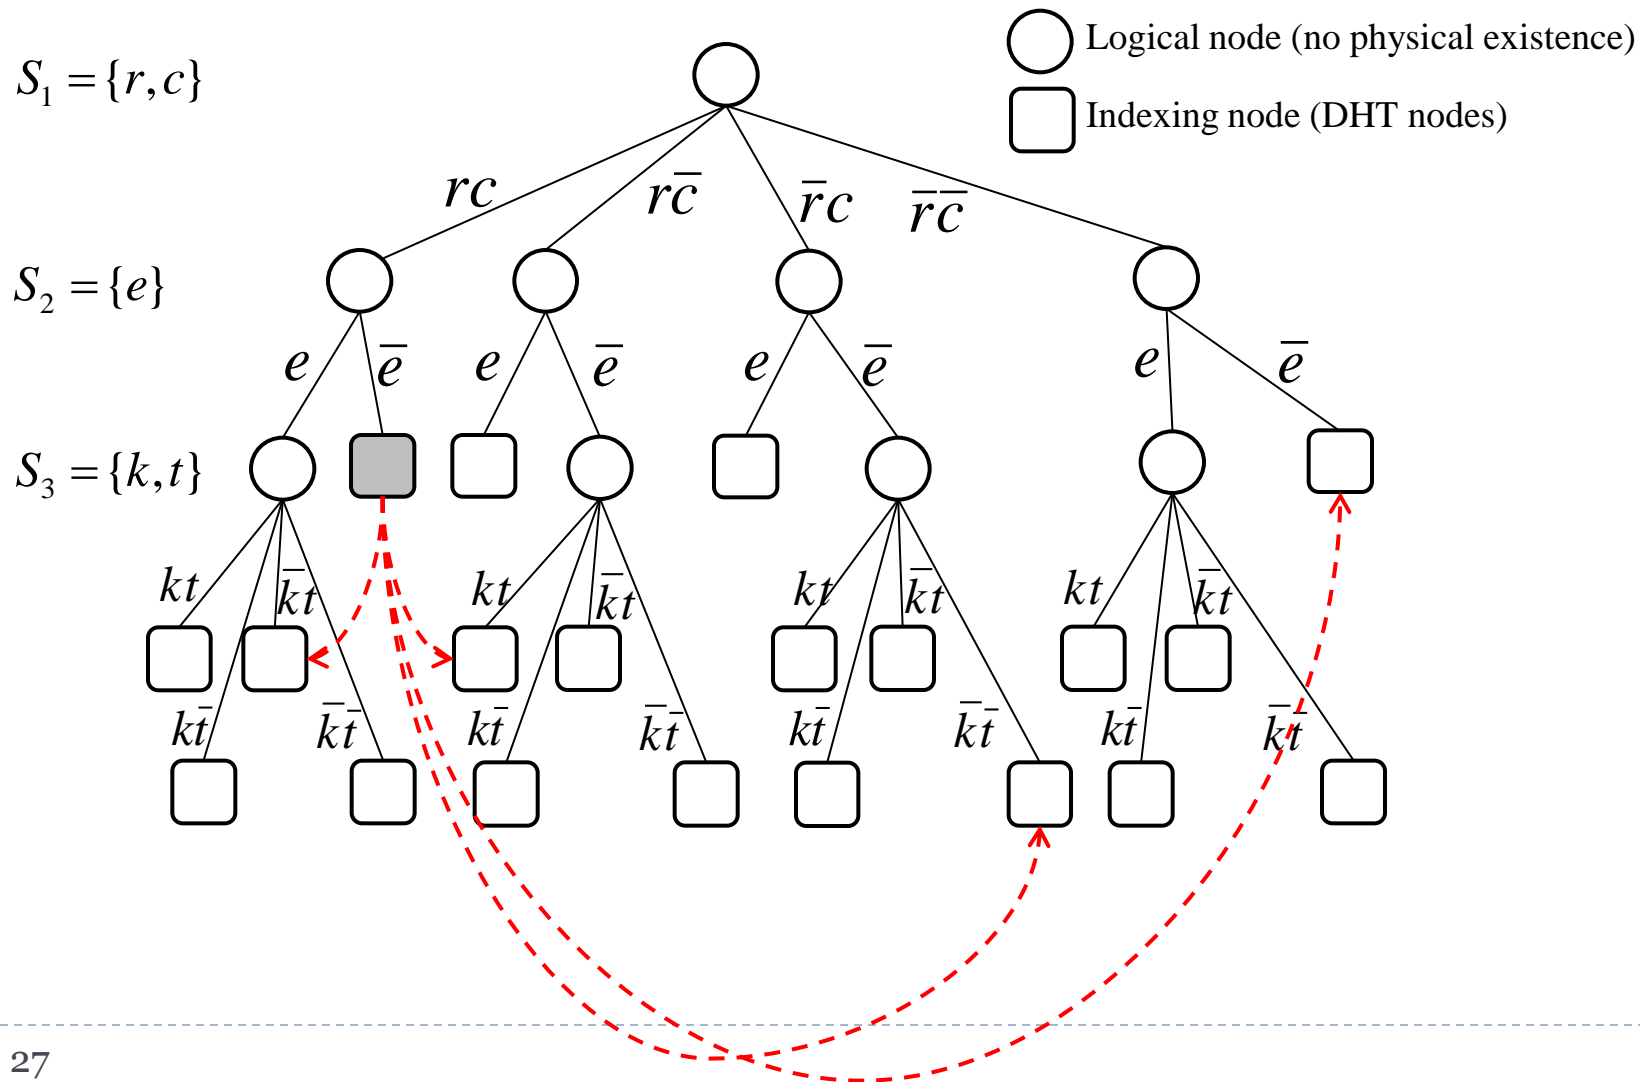 Logical node (no physical existence)
Indexing node (DHT nodes)
S₁ = {r, c}
rc
rc̅
r̅c
r̅c̅
S₂ = {e}
e
e̅
e
e̅
e
e̅
e
e̅
S₃ = {k, t}
kt
k̅t
kt
k̅t
kt
k̅t
kt
k̅t
kt̅
k̅t̅
kt̅
k̅t̅
kt̅
k̅t̅
kt̅
k̅t̅
27